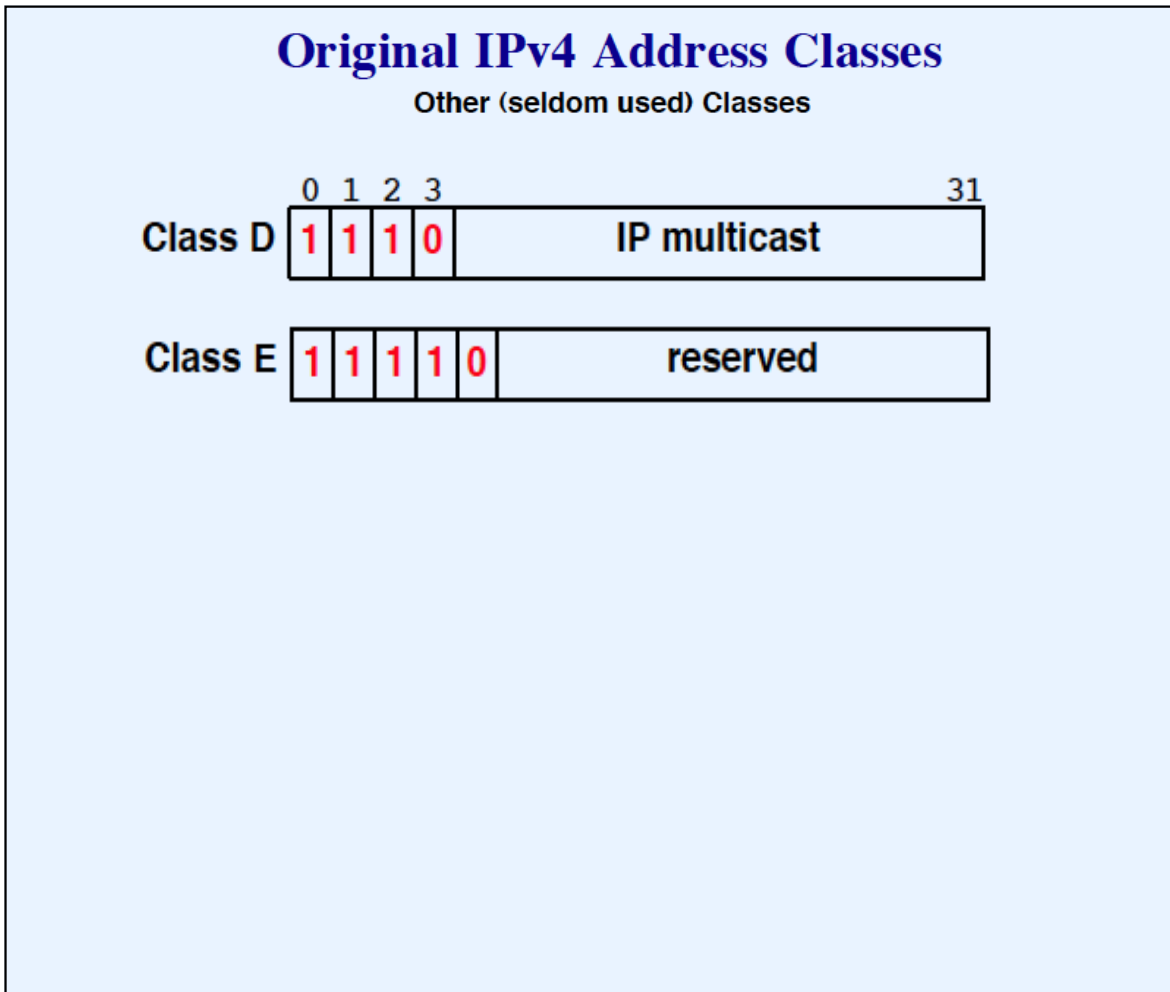 Original IPv4 Address Classes
Other (seldom used) Classes
0 1 2 3 31
Class D 1 1 1 0 IP multicast
Class E 1 1 1 1 0 reserved